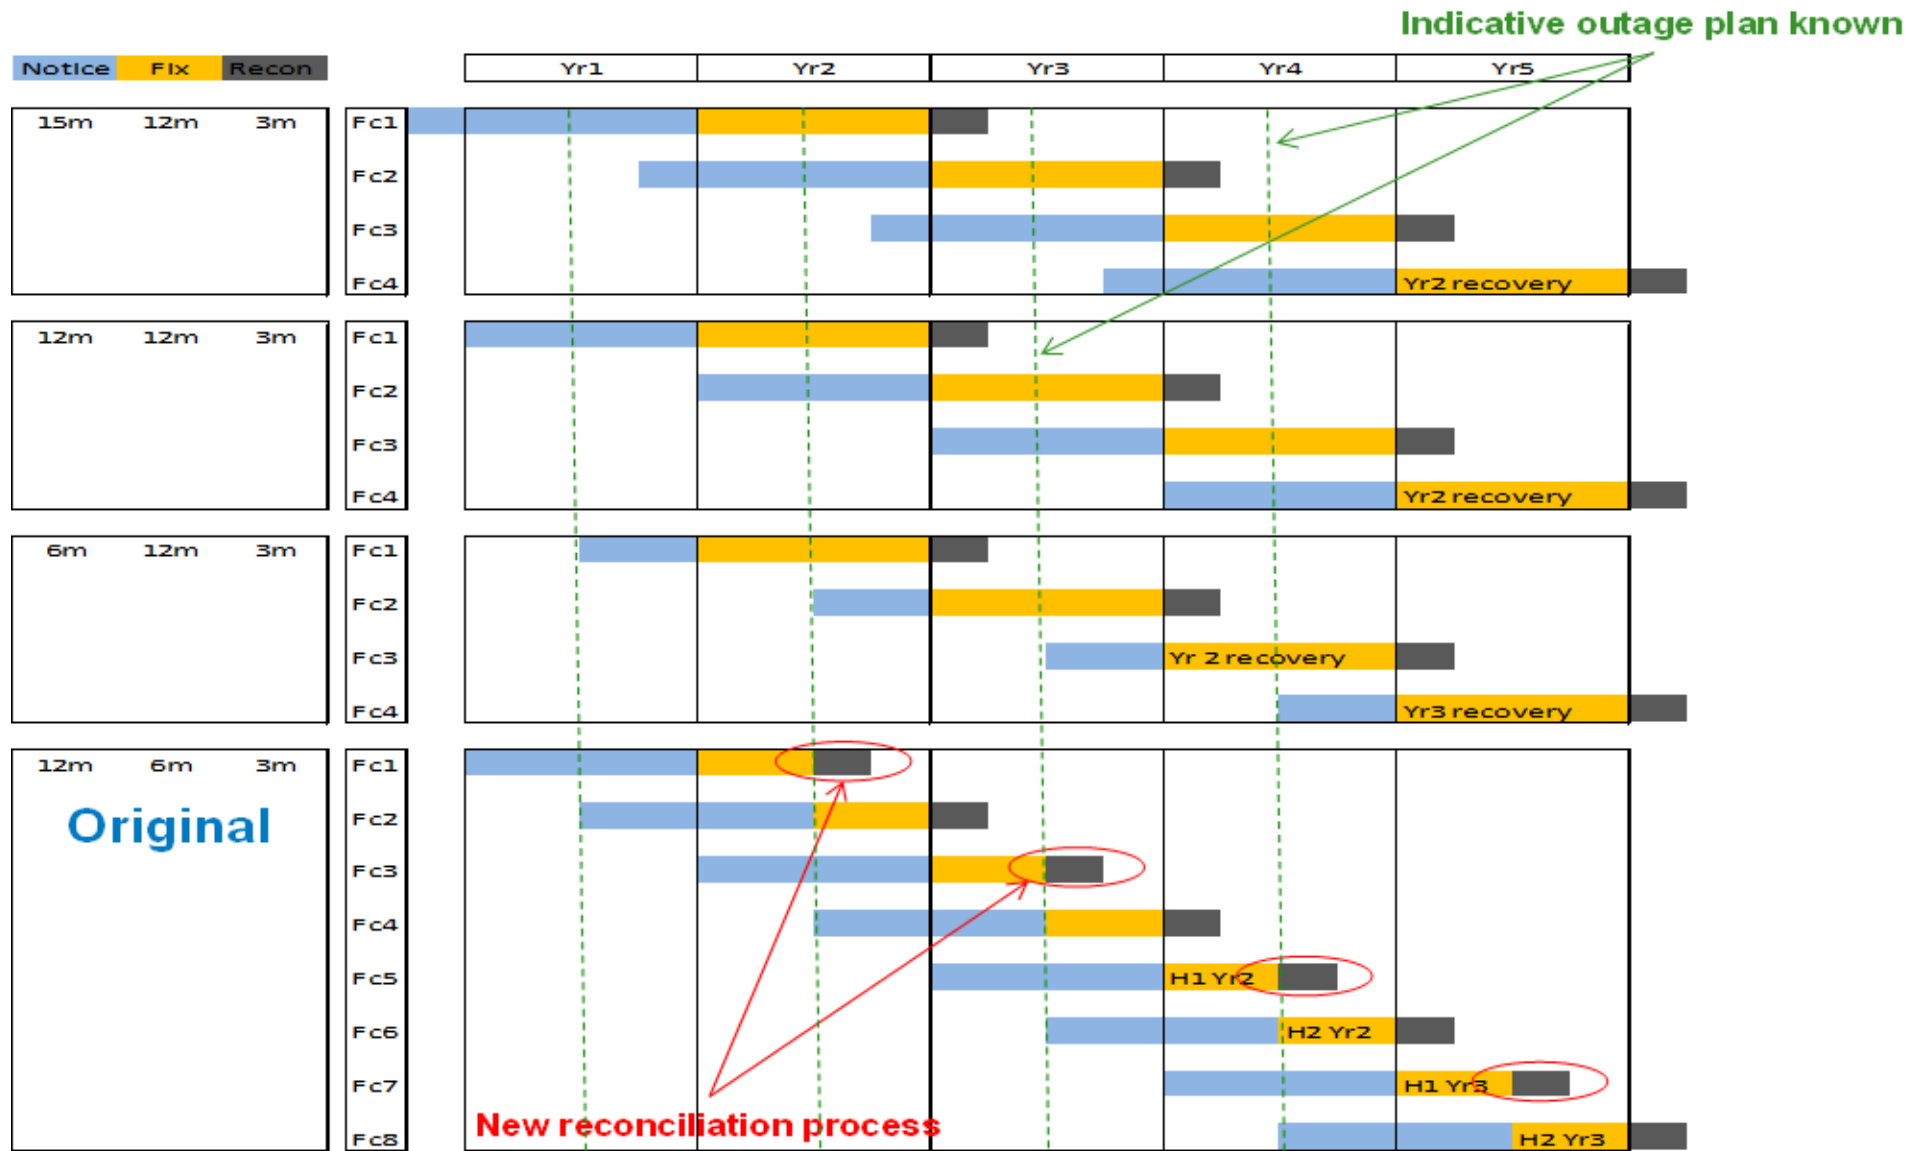 Indicative outage plan known
Notice Fix Recon
Yr1 Yr2 Yr3 Yr4 Yr5
15m 12m 3m Fc1
Fc2
Fc3
Fc4 Yr2 recovery
12m 12m 3m Fc1
Fc2
Fc3
Fc4 Yr2 recovery
6m 12m 3m Fc1
Fc2
Fc3 Yr 2 recovery
Fc4 Yr3 recovery
12m 6m 3m Fc1
Original Fc2
Fc3
Fc4
Fc5 H1 Yr2
Fc6 H2 Yr2
Fc7 H1 Yr3
New reconciliation process
Fc8 H2 Yr3